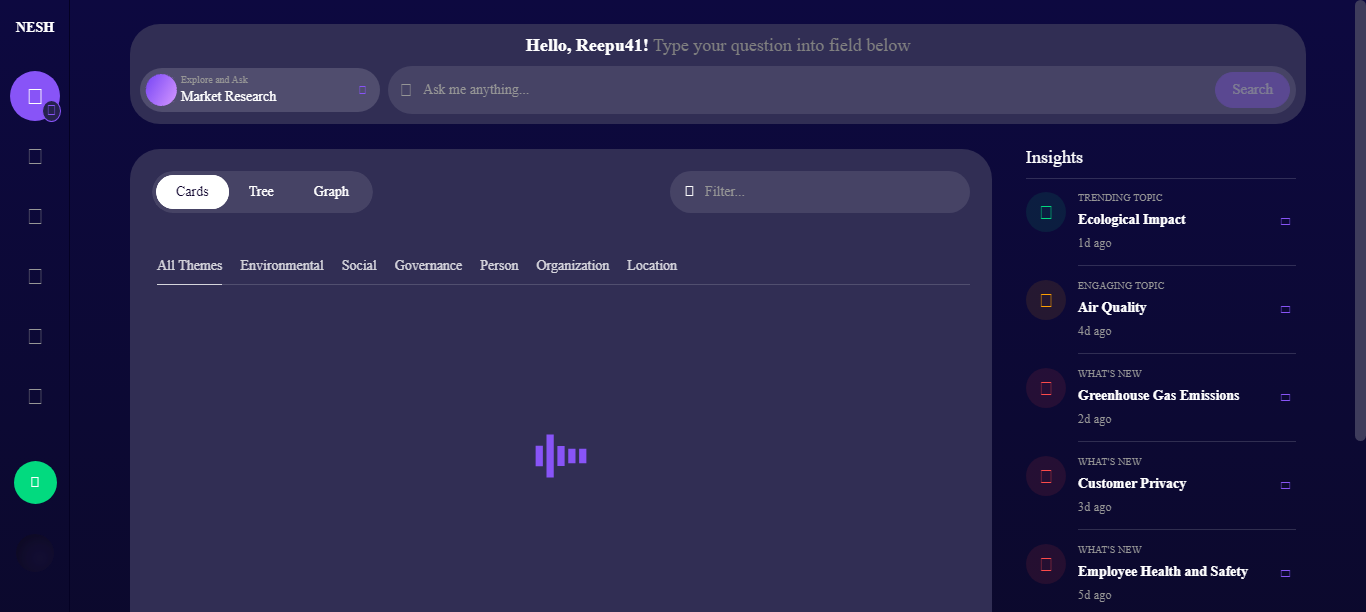 NESH
Hello, Reepu41! Type your question into field below
Explore and Ask
Market Research
Ask me anything...
Search
Cards
Tree
Graph
Filter...
All Themes
Environmental
Social
Governance
Person
Organization
Location
Insights
TRENDING TOPIC
Ecological Impact
1d ago
ENGAGING TOPIC
Air Quality
4d ago
WHAT'S NEW
Greenhouse Gas Emissions
2d ago
WHAT'S NEW
Customer Privacy
3d ago
WHAT'S NEW
Employee Health and Safety
5d ago